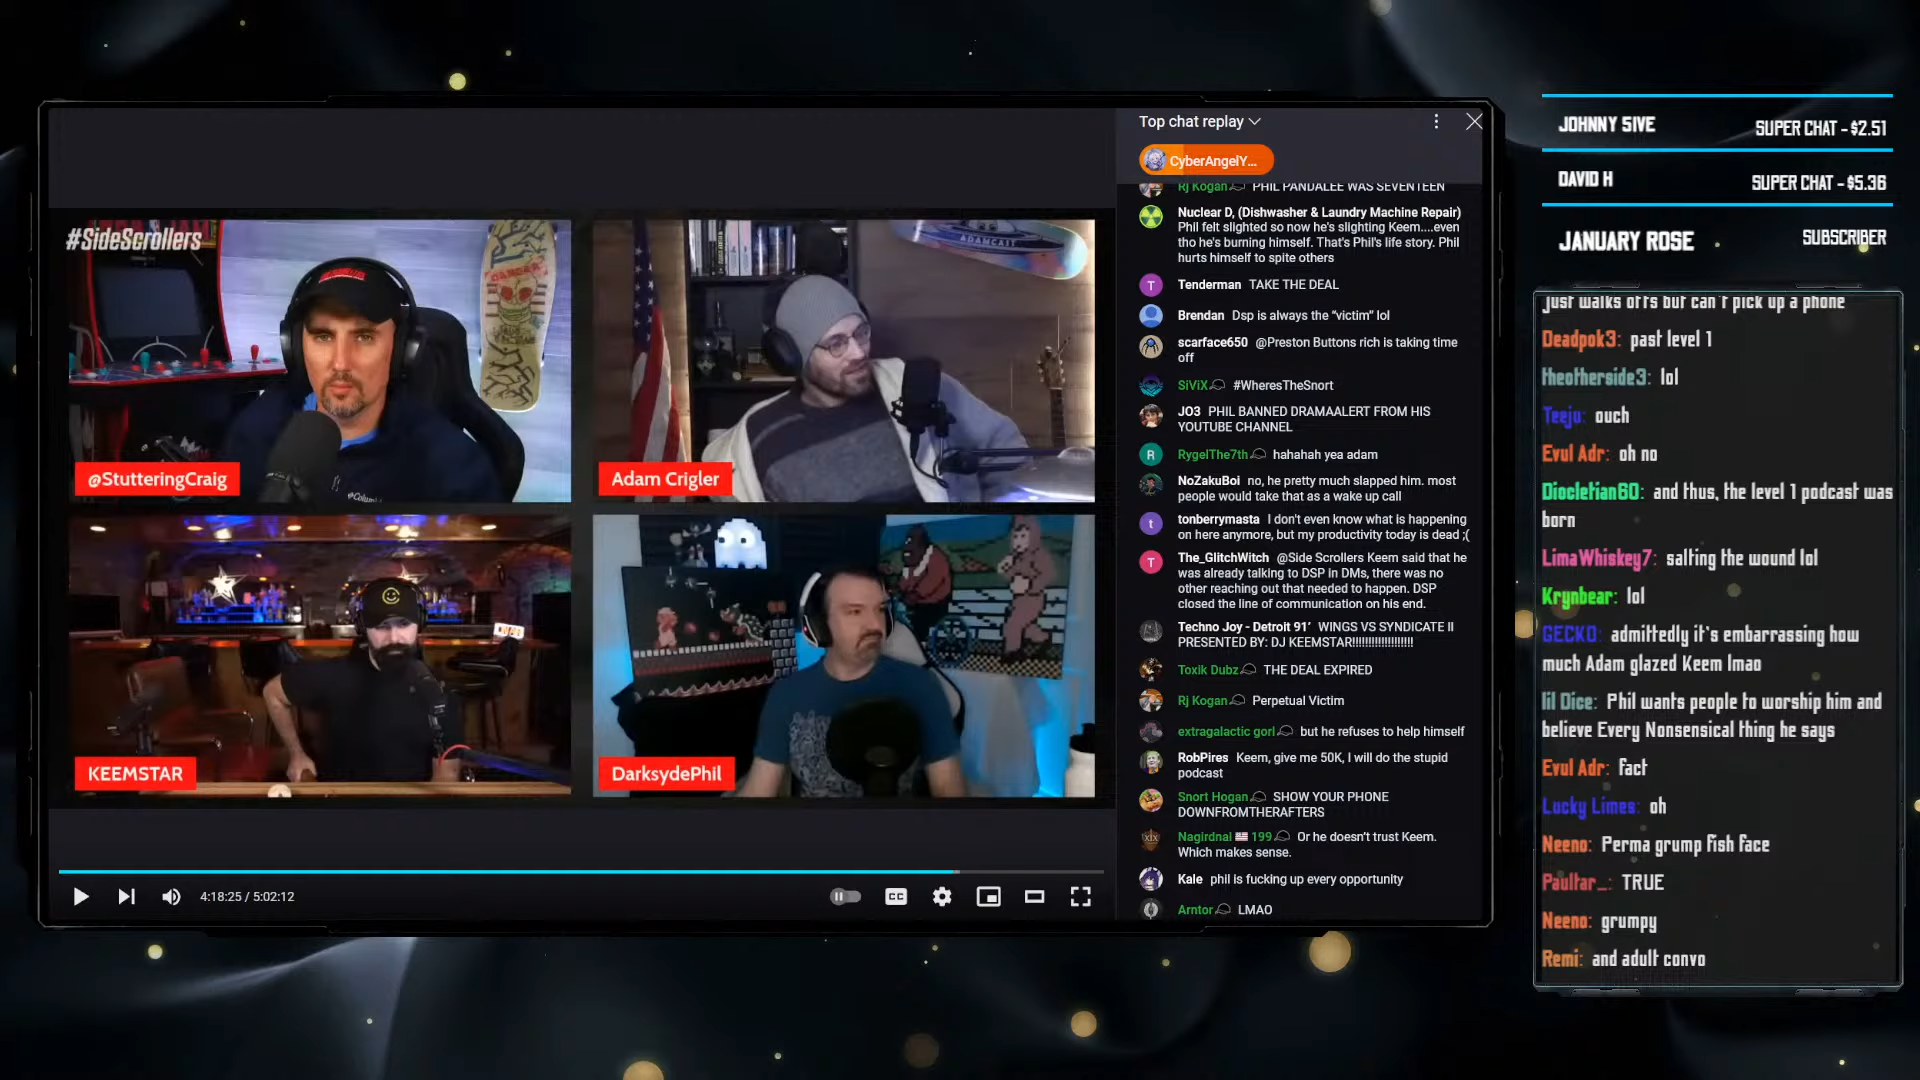 #SideScrollers
ADAMCAST
@StutteringCraig
Adam Crigler
KEEMSTAR
DarksydePhil
4:18:25 / 5:02:12
CC
Top chat replay
CyberAngelY...
Rj Kogan PHIL PANDALEE WAS SEVENTEEN
Nuclear D, (Dishwasher & Laundry Machine Repair)
Phil felt slighted so now he's slighting Keem....even
tho he's burning himself. That's Phil's life story. Phil
hurts himself to spite others
T Tenderman TAKE THE DEAL
Brendan Dsp is always the “victim” lol
scarface650 @Preston Buttons rich is taking time
off
SiViX #WheresTheSnort
JO3 PHIL BANNED DRAMAALERT FROM HIS
YOUTUBE CHANNEL
R RygelThe7th hahahah yea adam
NoZakuBoi no, he pretty much slapped him. most
people would take that as a wake up call
t tonberrymasta I don't even know what is happening
on here anymore, but my productivity today is dead ;(
T The_GlitchWitch @Side Scrollers Keem said that he
was already talking to DSP in DMs, there was no
other reaching out that needed to happen. DSP
closed the line of communication on his end.
Techno Joy - Detroit 91' WINGS VS SYNDICATE II
PRESENTED BY: DJ KEEMSTAR!!!!!!!!!!!!!!!!!!!
Toxik Dubz THE DEAL EXPIRED
Rj Kogan Perpetual Victim
extragalactic gorl but he refuses to help himself
RobPires Keem, give me 50K, I will do the stupid
podcast
Snort Hogan SHOW YOUR PHONE
DOWNFROMTHERAFTERS
Nagirdnal 199 Or he doesn’t trust Keem.
Which makes sense.
Kale phil is fucking up every opportunity
Arntor LMAO
JOHNNY 5IVE SUPER CHAT - $2.51
DAVID H SUPER CHAT - $5.36
JANUARY ROSE SUBSCRIBER
just walks offs but can't pick up a phone
Deadpok3: past level 1
theotherside3: lol
Teeju: ouch
Evul Adr: oh no
Diocletian60: and thus, the level 1 podcast was
born
LimaWhiskey7: salting the wound lol
Krynbear: lol
GECKO: admittedly it's embarrassing how
much Adam glazed Keem lmao
lil Dice: Phil wants people to worship him and
believe Every Nonsensical thing he says
Evul Adr: fact
Lucky Limes: oh
Neeno: Perma grump fish face
Paultar_: TRUE
Neeno: grumpy
Remi: and adult convo